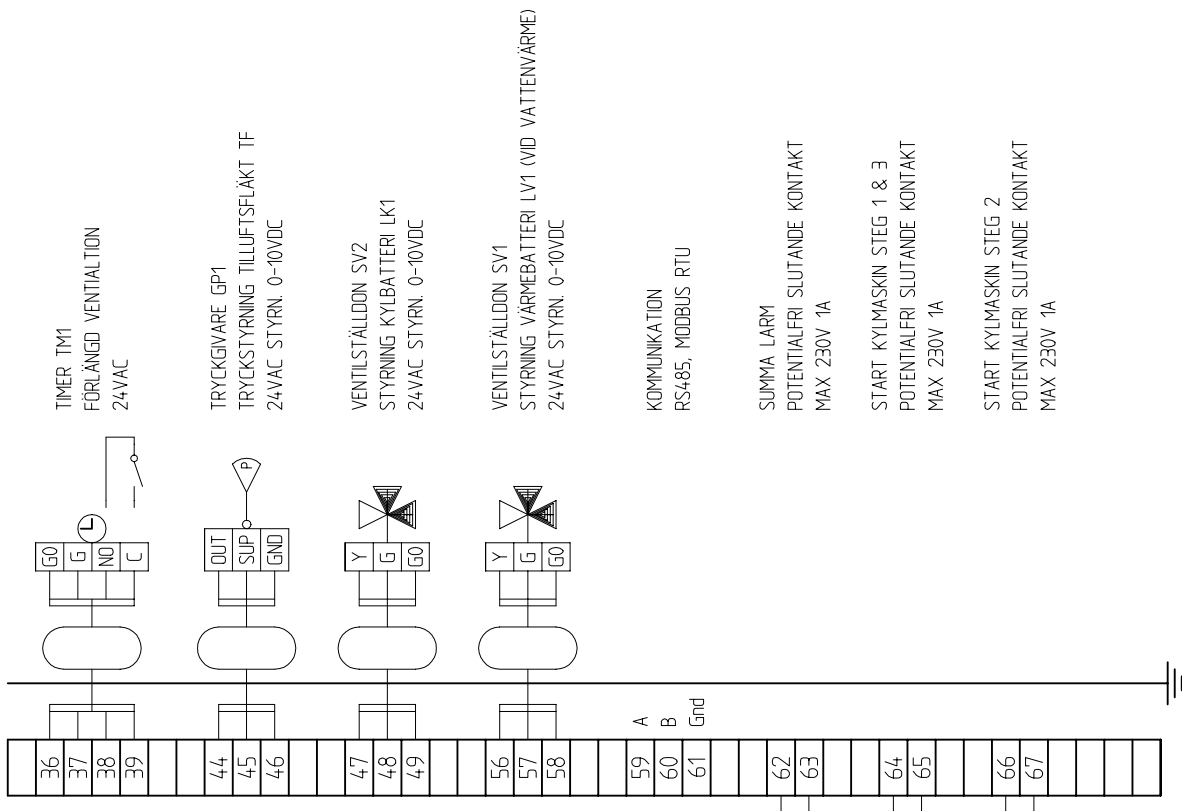 36
37
38
39
G0
G
NO
C
TIMER TM1
FÖRLÄNGD VENTIALTION
24VAC
44
45
46
OUT
SUP
GND
P
TRYCKGIVARE GP1
TRYCKSTYRNING TILLUFTSFLÄKT TF
24VAC STYRN. 0-10VDC
47
48
49
Y
G
G0
VENTILSTÄLLDON SV2
STYRNING KYLBATTERI LK1
24VAC STYRN. 0-10VDC
56
57
58
Y
G
G0
VENTILSTÄLLDON SV1
STYRNING VÄRMEBATTERI LV1 (VID VATTENVÄRME)
24VAC STYRN. 0-10VDC
59 A
60 B
61 Gnd
KOMMUNIKATION
RS485, MODBUS RTU
62
63
SUMMA LARM
POTENTIALFRI SLUTANDE KONTAKT
MAX 230V 1A
64
65
START KYLMASKIN STEG 1 & 3
POTENTIALFRI SLUTANDE KONTAKT
MAX 230V 1A
66
67
START KYLMASKIN STEG 2
POTENTIALFRI SLUTANDE KONTAKT
MAX 230V 1A